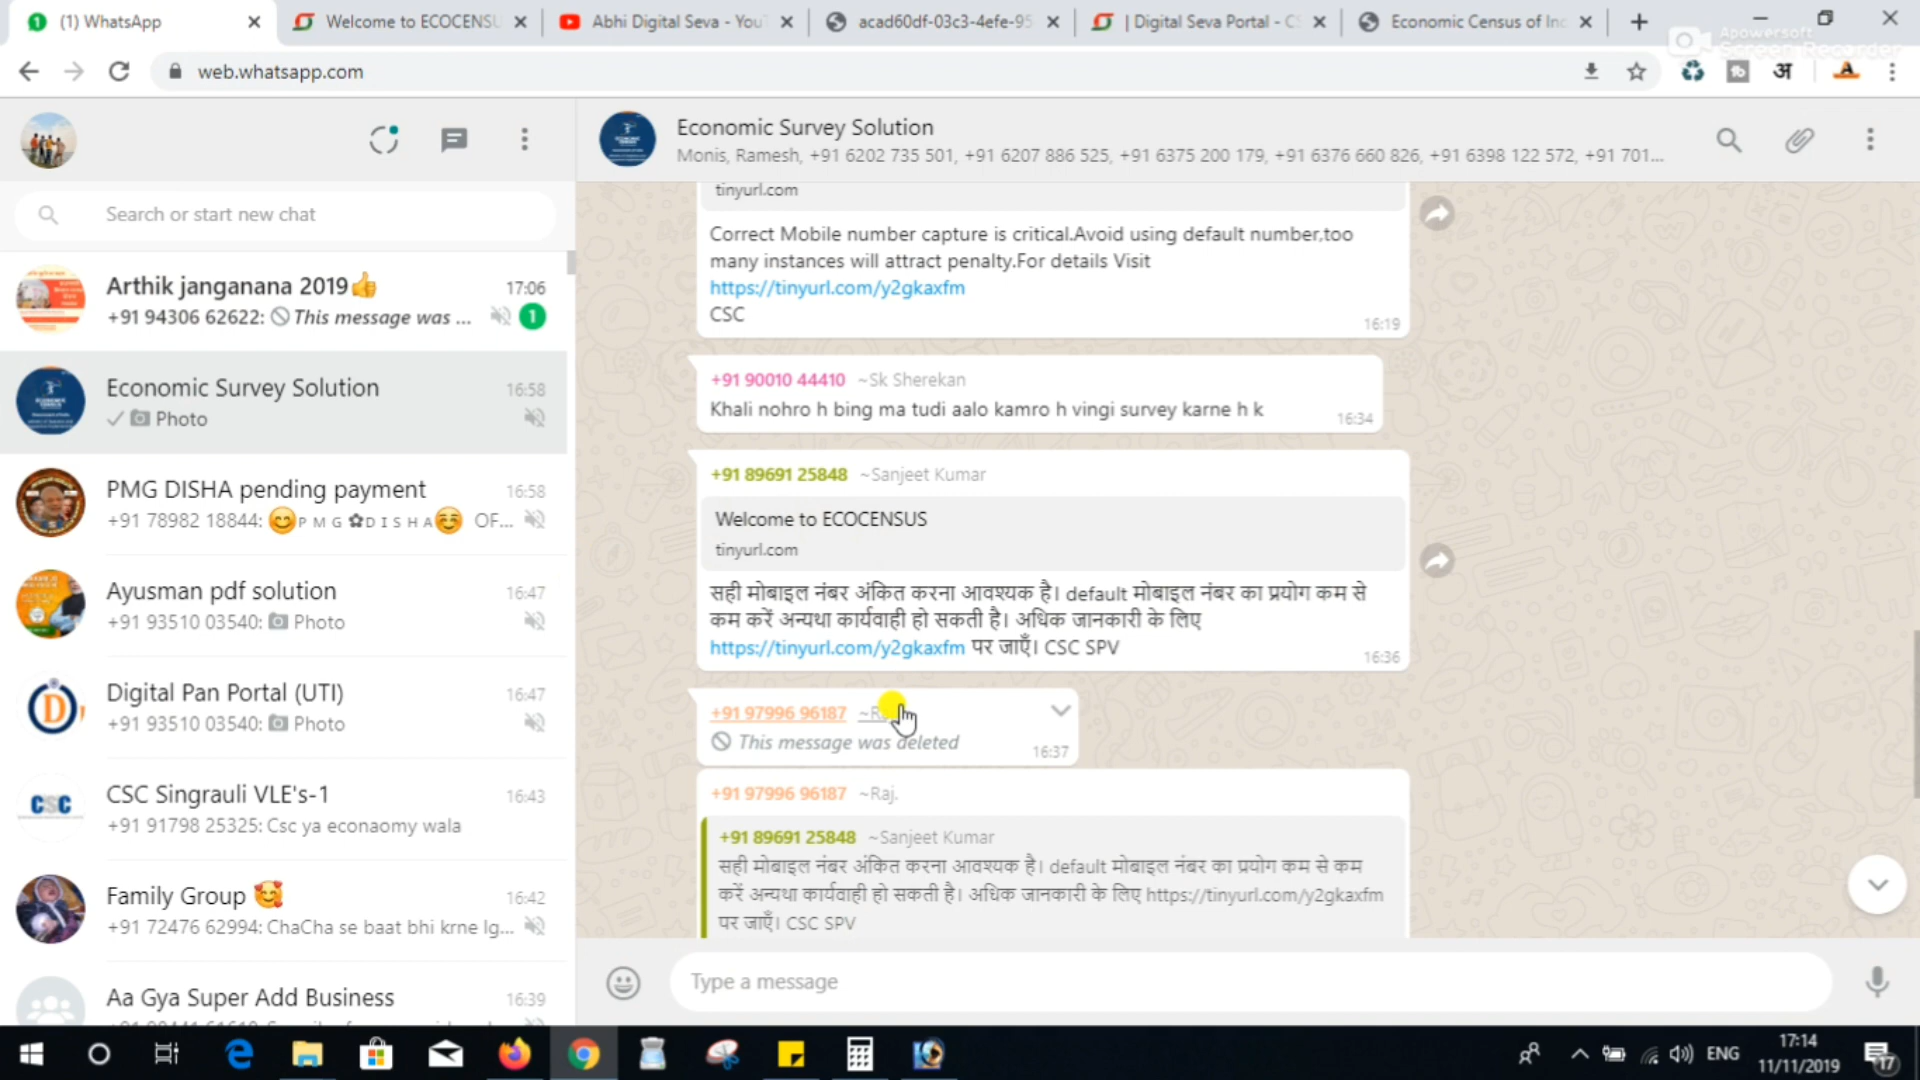 (1) WhatsApp
Welcome to ECOCENSU
Abhi Digital Seva - YouT
acad60df-03c3-4efe-95
| Digital Seva Portal - CS
Economic Census of Inc
Apowersoft
Screen Recorder
web.whatsapp.com
Economic Survey Solution
Monis, Ramesh, +91 6202 735 501, +91 6207 886 525, +91 6375 200 179, +91 6376 660 826, +91 6398 122 572, +91 701...
Search or start new chat
Arthik janganana 2019👍 17:06
+91 94306 62622: This message was ... 1
Economic Survey Solution 16:58
Photo
PMG DISHA pending payment 16:58
+91 78982 18844: 😊P M G ✿D I S H A☺️ OF...
Ayusman pdf solution 16:47
+91 93510 03540: Photo
Digital Pan Portal (UTI) 16:47
+91 93510 03540: Photo
CSC Singrauli VLE's-1 16:43
+91 91798 25325: Csc ya econaomy wala
Family Group 🥰 16:42
+91 72476 62994: ChaCha se baat bhi krne lg...
Aa Gya Super Add Business 16:39
tinyurl.com
Correct Mobile number capture is critical.Avoid using default number,too
many instances will attract penalty.For details Visit
https://tinyurl.com/y2gkaxfm
CSC
16:19
+91 90010 44410 ~Sk Sherekan
Khali nohro h bing ma tudi aalo kamro h vingi survey karne h k
16:34
+91 89691 25848 ~Sanjeet Kumar
Welcome to ECOCENSUS
tinyurl.com
सही मोबाइल नंबर अंकित करना आवश्यक है। default मोबाइल नंबर का प्रयोग कम से
कम करें अन्यथा कार्यवाही हो सकती है। अधिक जानकारी के लिए
https://tinyurl.com/y2gkaxfm पर जाएँ। CSC SPV
16:36
+91 97996 96187
This message was deleted
16:37
+91 97996 96187 ~Raj.
+91 89691 25848 ~Sanjeet Kumar
सही मोबाइल नंबर अंकित करना आवश्यक है। default मोबाइल नंबर का प्रयोग कम से कम
करें अन्यथा कार्यवाही हो सकती है। अधिक जानकारी के लिए https://tinyurl.com/y2gkaxfm
पर जाएँ। CSC SPV
Type a message
ENG
17:14
11/11/2019
17